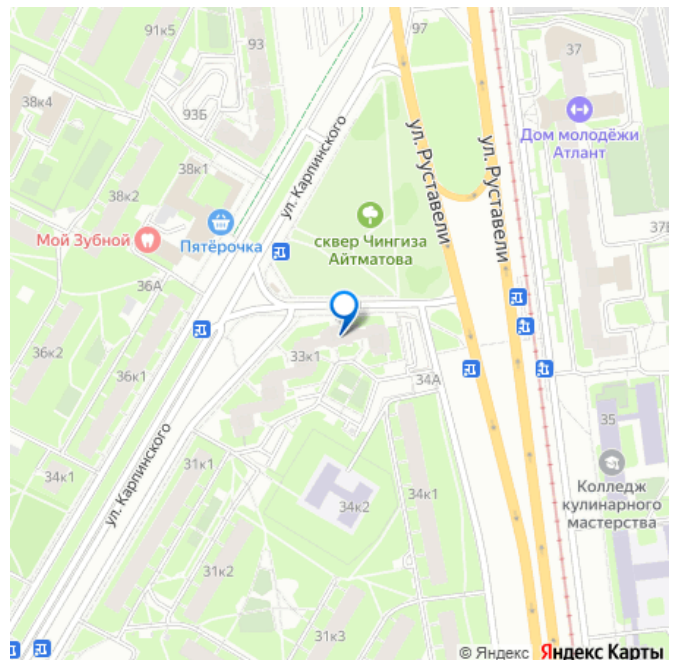 91к5
93
97
37
38к4
93Б
Дом молодёжи
Атлант
ул. Карпинского
ул. Руставели
ул. Руставели
38к1
38к2
Мой Зубной
Пятёрочка
сквер Чингиза
Айтматова
36А
36к2
36к1
33к1
34А
35
Колледж
кулинарного
мастерства
ул. Карпинского
31к1
34к1
34к2
34к1
31к2
31к3
© Яндекс
Яндекс Карты